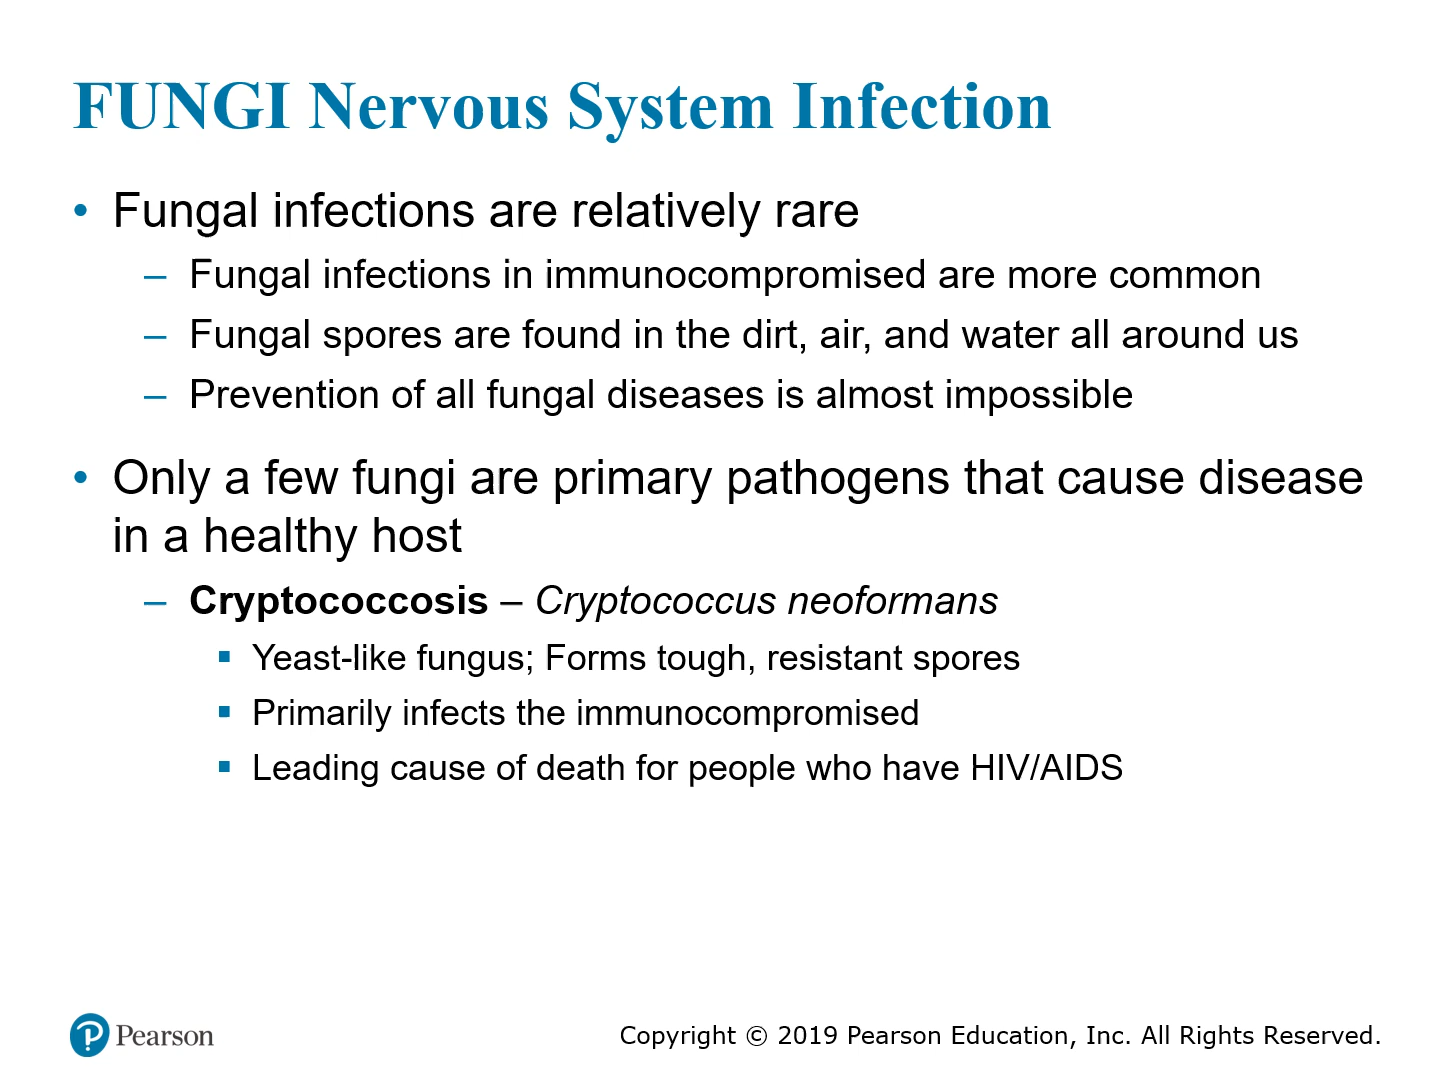 FUNGI Nervous System Infection
• Fungal infections are relatively rare
– Fungal infections in immunocompromised are more common
– Fungal spores are found in the dirt, air, and water all around us
– Prevention of all fungal diseases is almost impossible
• Only a few fungi are primary pathogens that cause disease
in a healthy host
– Cryptococcosis – Cryptococcus neoformans
▪ Yeast-like fungus; Forms tough, resistant spores
▪ Primarily infects the immunocompromised
▪ Leading cause of death for people who have HIV/AIDS
Pearson
Copyright © 2019 Pearson Education, Inc. All Rights Reserved.